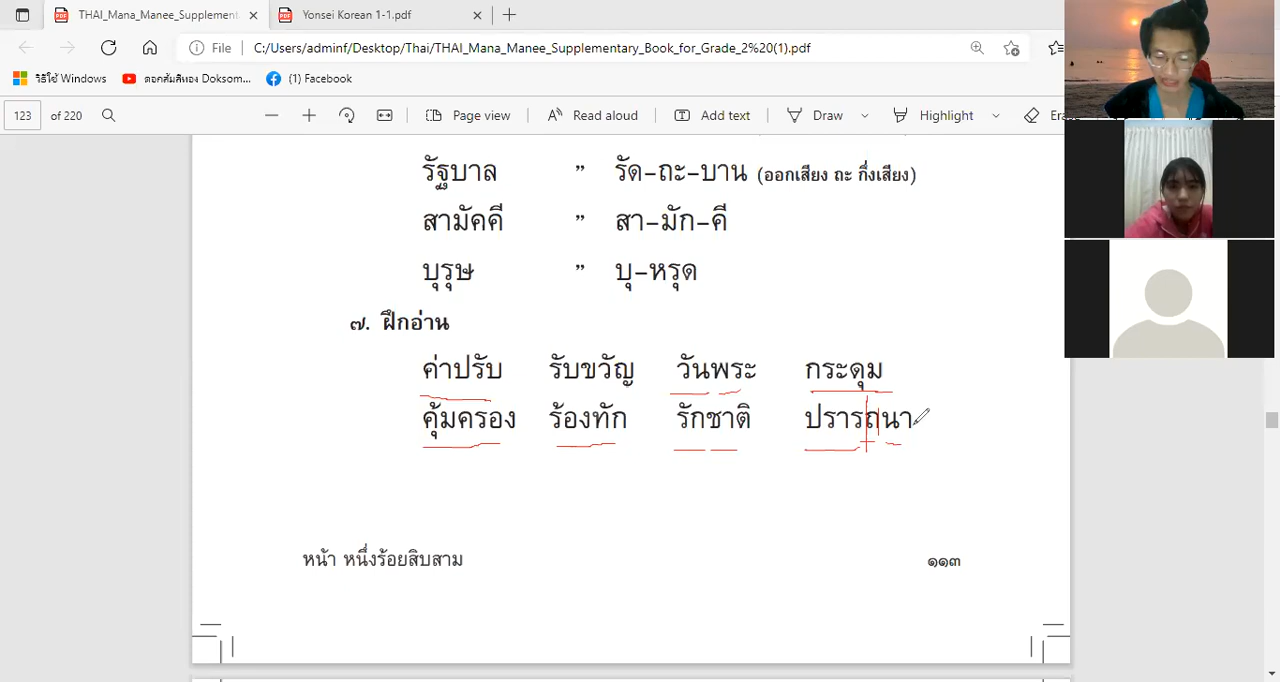 THAI_Mana_Manee_Supplementa
Yonsei Korean 1-1.pdf
File
C:/Users/adminf/Desktop/Thai/THAI_Mana_Manee_Supplementary_Book_for_Grade_2%20(1).pdf
วิธีใช้ Windows
ดอกส้มสีทอง Doksom...
(1) Facebook
123
of 220
Page view
Read aloud
Add text
Draw
Highlight
รัฐบาล ” รัด-ถะ-บาน (ออกเสียง ถะ กึ่งเสียง)
สามัคคี ” สา-มัก-คี
บุรุษ ” บุ-หรุด
๗. ฝึกอ่าน
ค่าปรับ รับขวัญ วันพระ กระดุม
คุ้มครอง ร้องทัก รักชาติ ปรารถนา
หน้า หนึ่งร้อยสิบสาม
๑๑๓